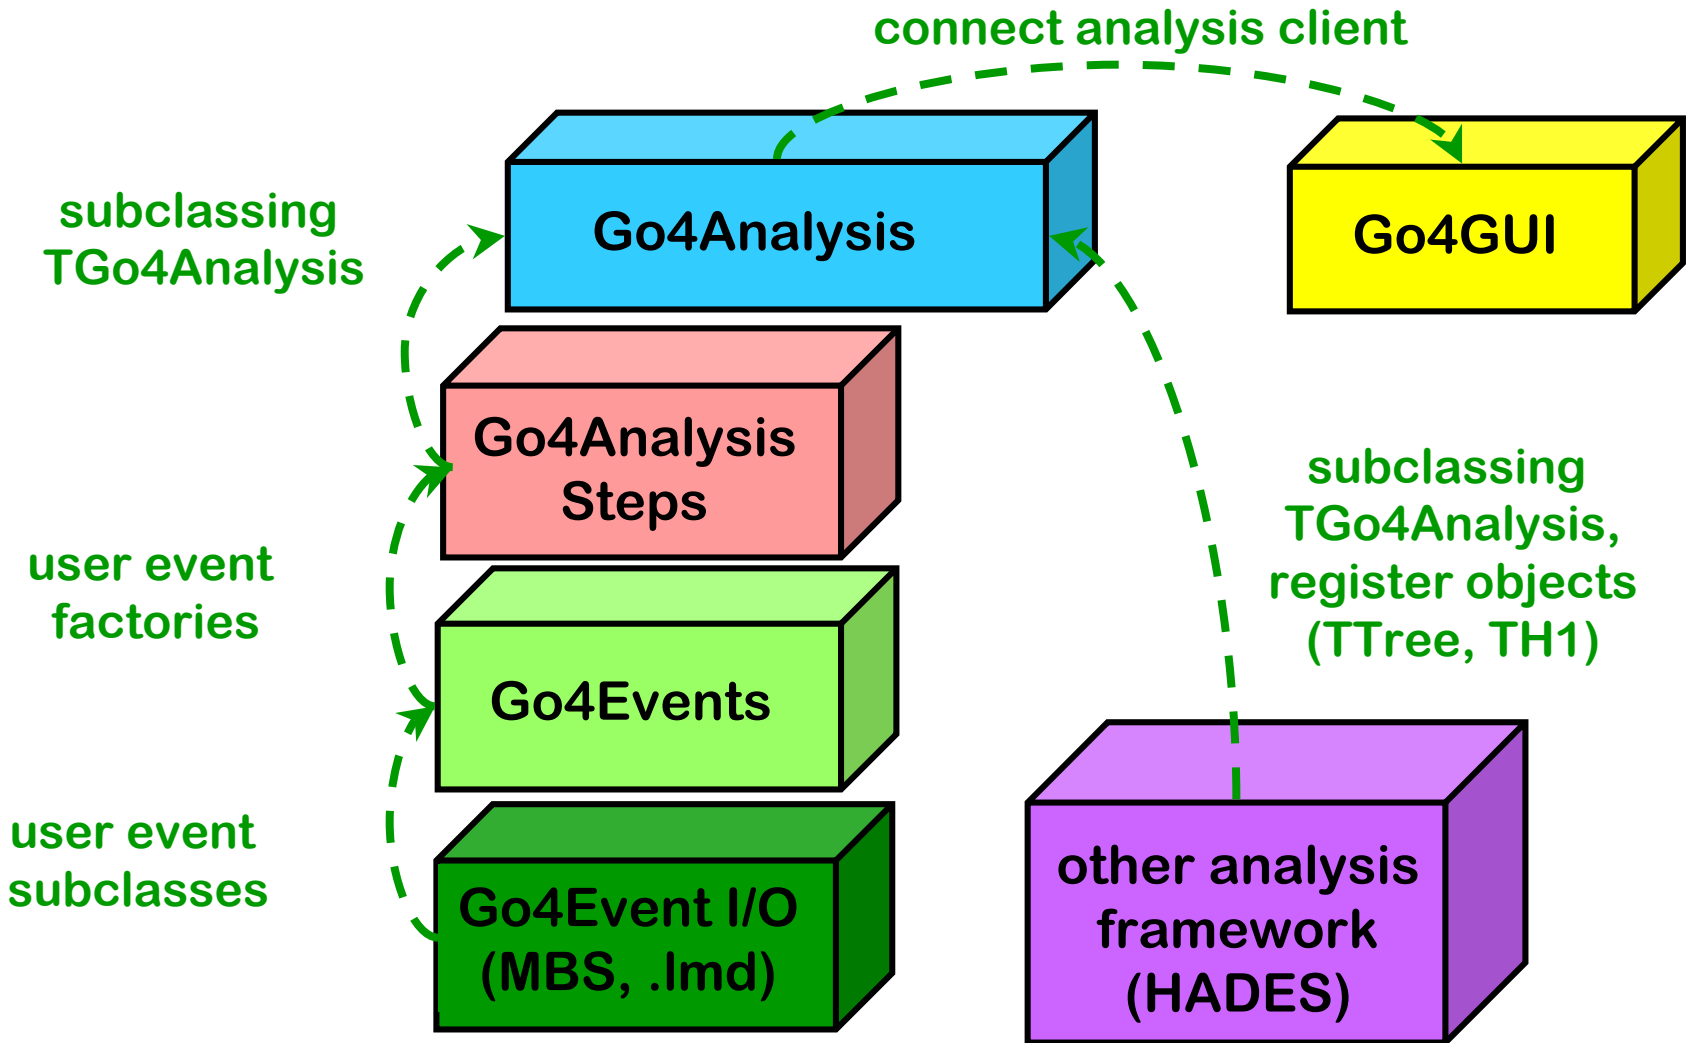 connect analysis client
subclassing
TGo4Analysis
Go4Analysis
Go4GUI
Go4Analysis
Steps
subclassing
TGo4Analysis,
register objects
(TTree, TH1)
user event
factories
Go4Events
user event
subclasses
Go4Event I/O
(MBS, .lmd)
other analysis
framework
(HADES)